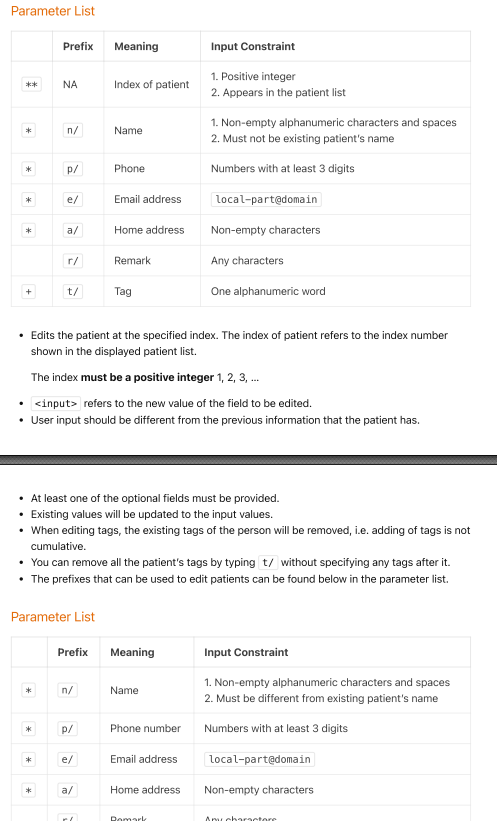 Parameter List
Prefix Meaning Input Constraint
** NA Index of patient 1. Positive integer
2. Appears in the patient list
* n/ Name 1. Non-empty alphanumeric characters and spaces
2. Must not be existing patient's name
* p/ Phone Numbers with at least 3 digits
* e/ Email address local-part@domain
* a/ Home address Non-empty characters
r/ Remark Any characters
+ t/ Tag One alphanumeric word
• Edits the patient at the specified index. The index of patient refers to the index number
shown in the displayed patient list.
The index must be a positive integer 1, 2, 3, …
• <input> refers to the new value of the field to be edited.
• User input should be different from the previous information that the patient has.
• At least one of the optional fields must be provided.
• Existing values will be updated to the input values.
• When editing tags, the existing tags of the person will be removed, i.e. adding of tags is not
cumulative.
• You can remove all the patient's tags by typing t/ without specifying any tags after it.
• The prefixes that can be used to edit patients can be found below in the parameter list.
Parameter List
Prefix Meaning Input Constraint
* n/ Name 1. Non-empty alphanumeric characters and spaces
2. Must be different from existing patient's name
* p/ Phone number Numbers with at least 3 digits
* e/ Email address local-part@domain
* a/ Home address Non-empty characters
r/ Remark Any characters